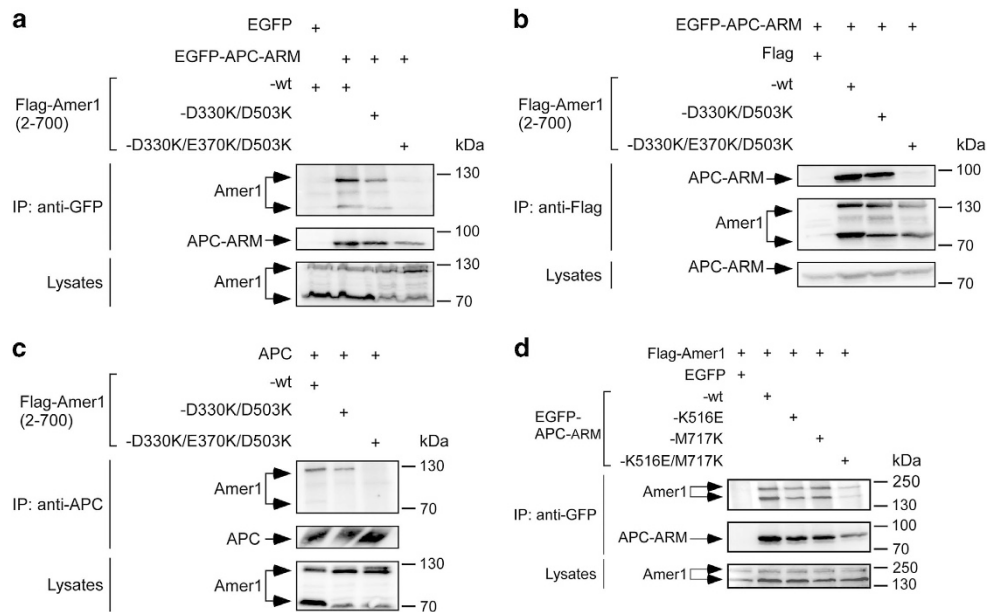 a
EGFP +
EGFP-APC-ARM + + +
-wt + +
Flag-Amer1
(2-700)
-D330K/D503K +
-D330K/E370K/D503K +
kDa
IP: anti-GFP
Amer1
130
APC-ARM
100
Lysates
Amer1
130
70
b
EGFP-APC-ARM + + + +
Flag +
-wt +
Flag-Amer1
(2-700)
-D330K/D503K +
-D330K/E370K/D503K +
kDa
IP: anti-Flag
APC-ARM
100
Amer1
130
70
Lysates
APC-ARM
70
c
APC + + +
-wt +
Flag-Amer1
(2-700)
-D330K/D503K +
-D330K/E370K/D503K +
kDa
IP: anti-APC
Amer1
130
70
APC
Lysates
Amer1
130
70
d
Flag-Amer1 + + + + +
EGFP +
-wt +
EGFP-
APC-ARM
-K516E +
-M717K +
-K516E/M717K +
kDa
IP: anti-GFP
Amer1
250
130
APC-ARM
100
70
Lysates
Amer1
250
130